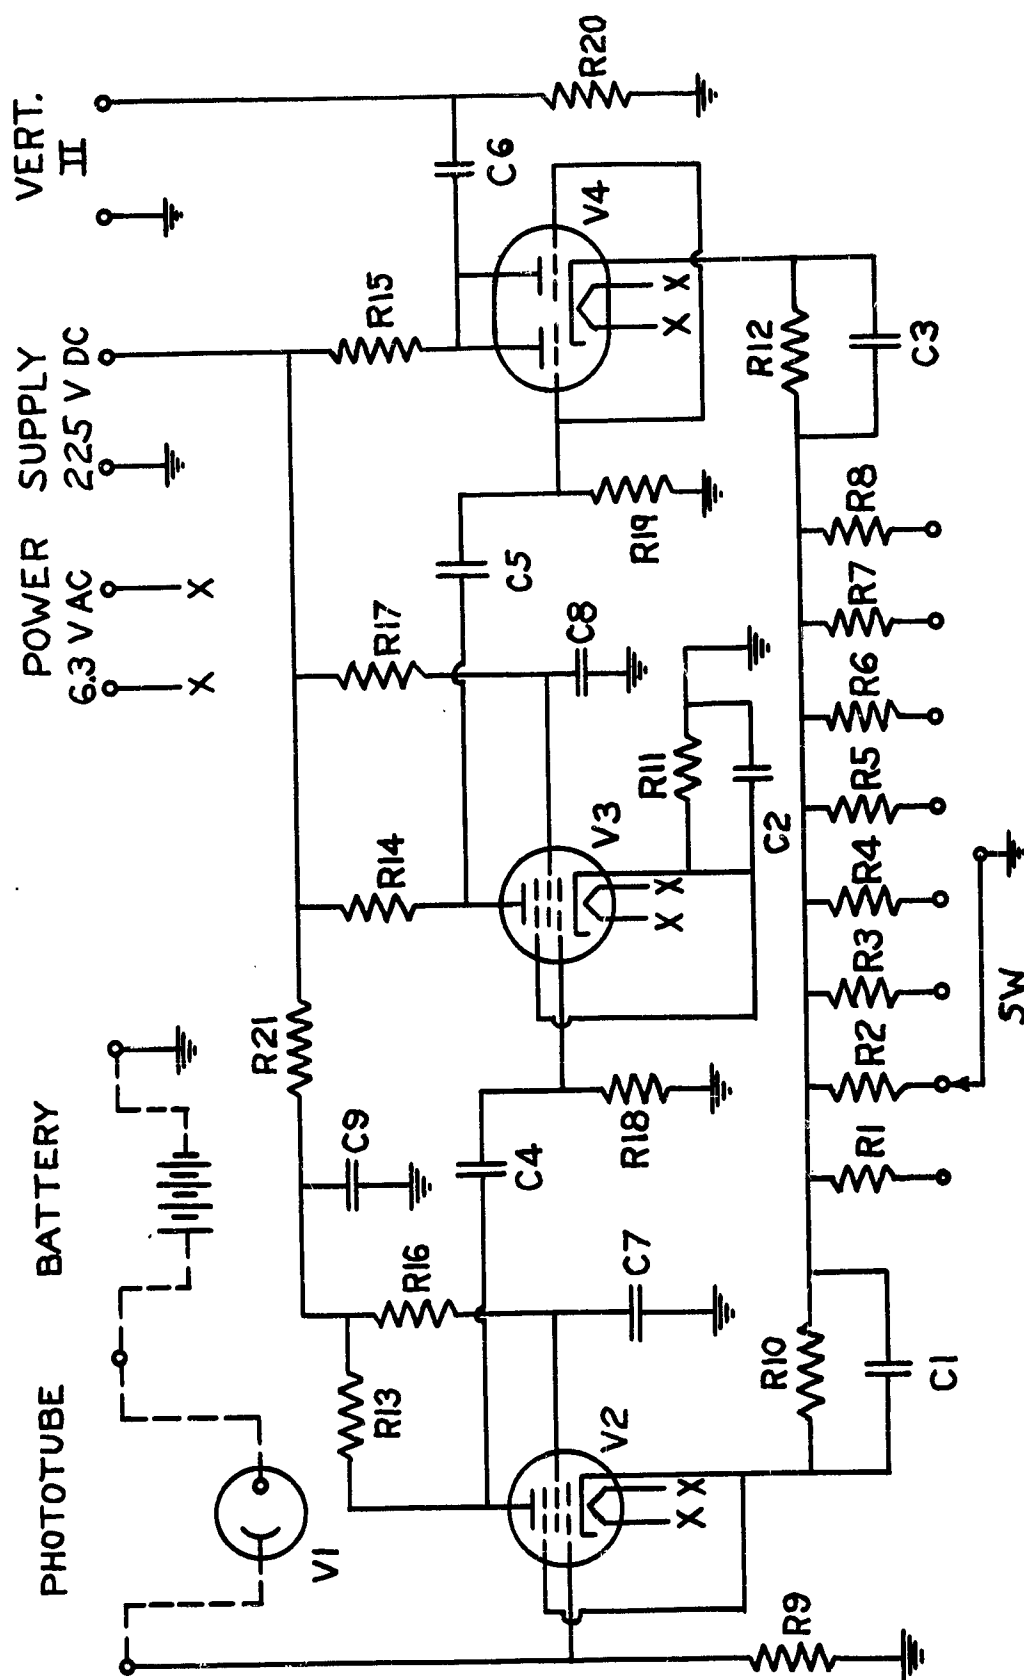 PHOTOTUBE
BATTERY
POWER SUPPLY
6.3 V AC
225 V DC
VERT.
II
X
X
V1
R21
C9
R13
R16
R14
R17
R15
C6
R20
C4
C5
C7
C8
V2
X X
R18
V3
X X
R19
V4
X X
R9
R11
C2
R10
C1
R12
C3
R1
R2
R3
R4
R5
R6
R7
R8
SW